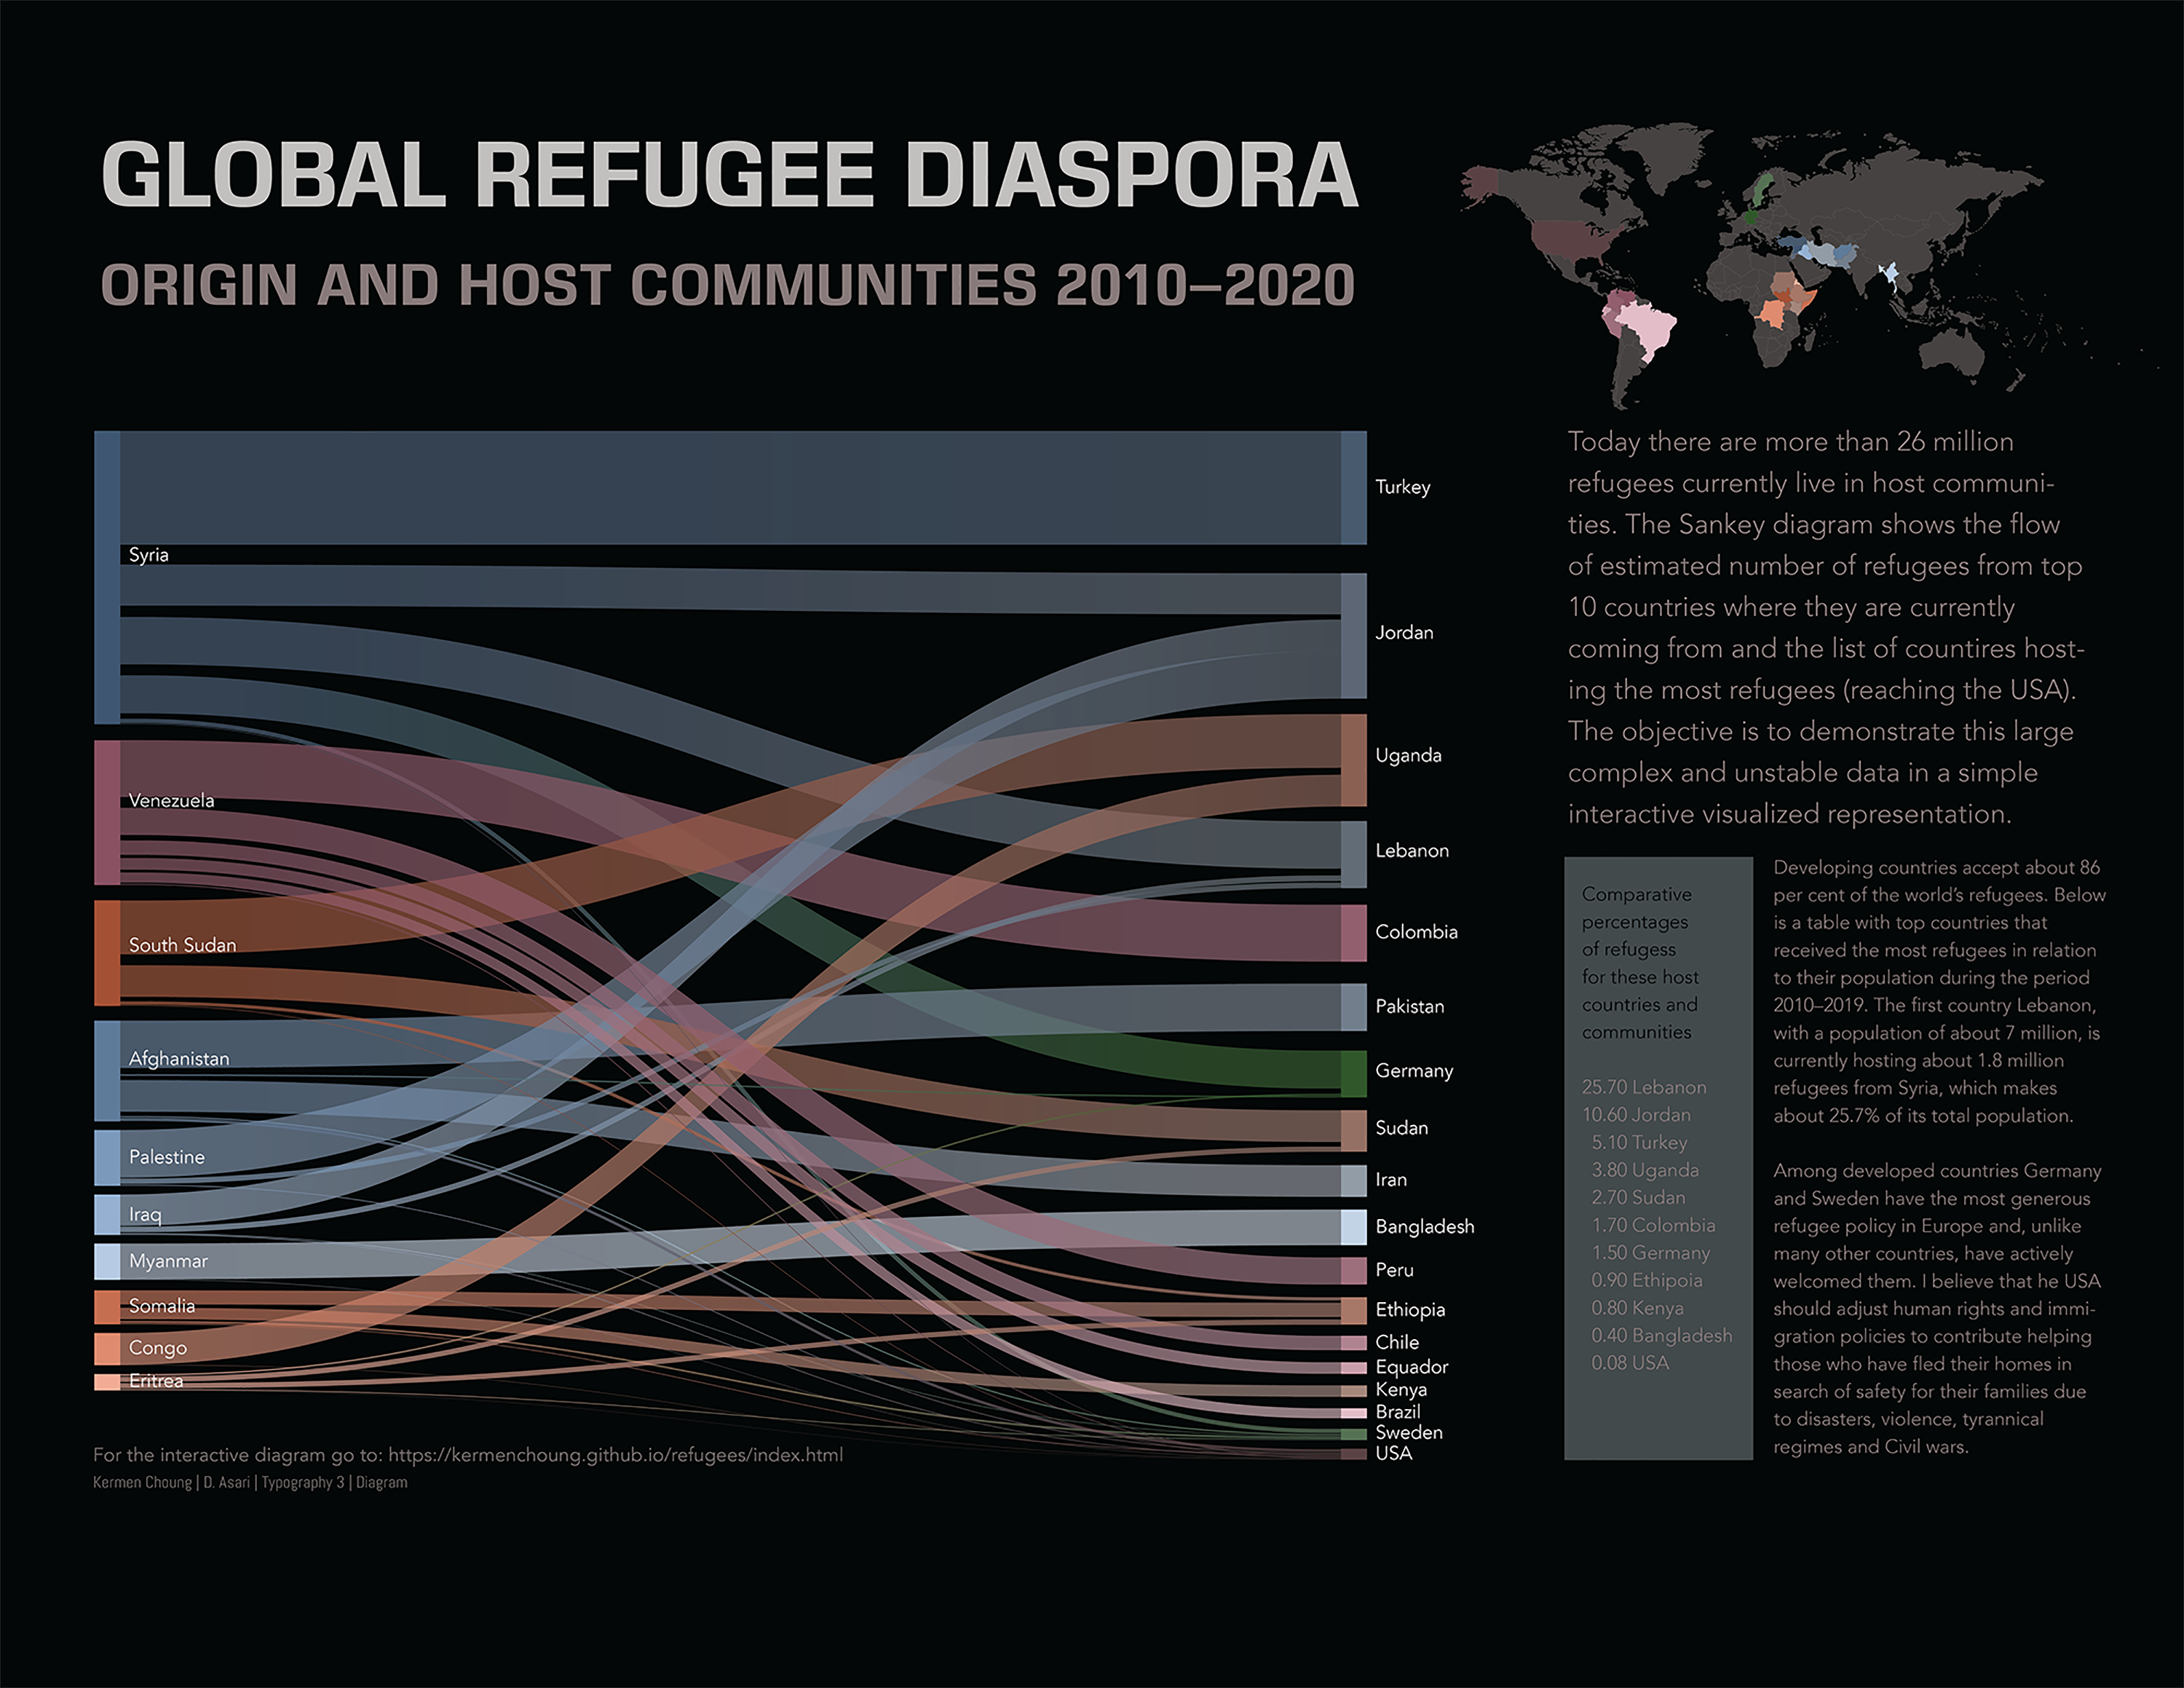 GLOBAL REFUGEE DIASPORA
ORIGIN AND HOST COMMUNITIES 2010–2020
Syria
Venezuela
South Sudan
Afghanistan
Palestine
Iraq
Myanmar
Somalia
Congo
Eritrea
Turkey
Jordan
Uganda
Lebanon
Colombia
Pakistan
Germany
Sudan
Iran
Bangladesh
Peru
Ethiopia
Chile
Equador
Kenya
Brazil
Sweden
USA
For the interactive diagram go to: https://kermenchoung.github.io/refugees/index.html
Kermen Choung | D. Asari | Typography 3 | Diagram
Today there are more than 26 million
refugees currently live in host communi-
ties. The Sankey diagram shows the flow
of estimated number of refugees from top
10 countries where they are currently
coming from and the list of countires host-
ing the most refugees (reaching the USA).
The objective is to demonstrate this large
complex and unstable data in a simple
interactive visualized representation.
Comparative
percentages
of refugess
for these host
countries and
communities
25.70 Lebanon
10.60 Jordan
5.10 Turkey
3.80 Uganda
2.70 Sudan
1.70 Colombia
1.50 Germany
0.90 Ethipoia
0.80 Kenya
0.40 Bangladesh
0.08 USA
Developing countries accept about 86
per cent of the world's refugees. Below
is a table with top countries that
received the most refugees in relation
to their population during the period
2010–2019. The first country Lebanon,
with a population of about 7 million, is
currently hosting about 1.8 million
refugees from Syria, which makes
about 25.7% of its total population.
Among developed countries Germany
and Sweden have the most generous
refugee policy in Europe and, unlike
many other countries, have actively
welcomed them. I believe that he USA
should adjust human rights and immi-
gration policies to contribute helping
those who have fled their homes in
search of safety for their families due
to disasters, violence, tyrannical
regimes and Civil wars.